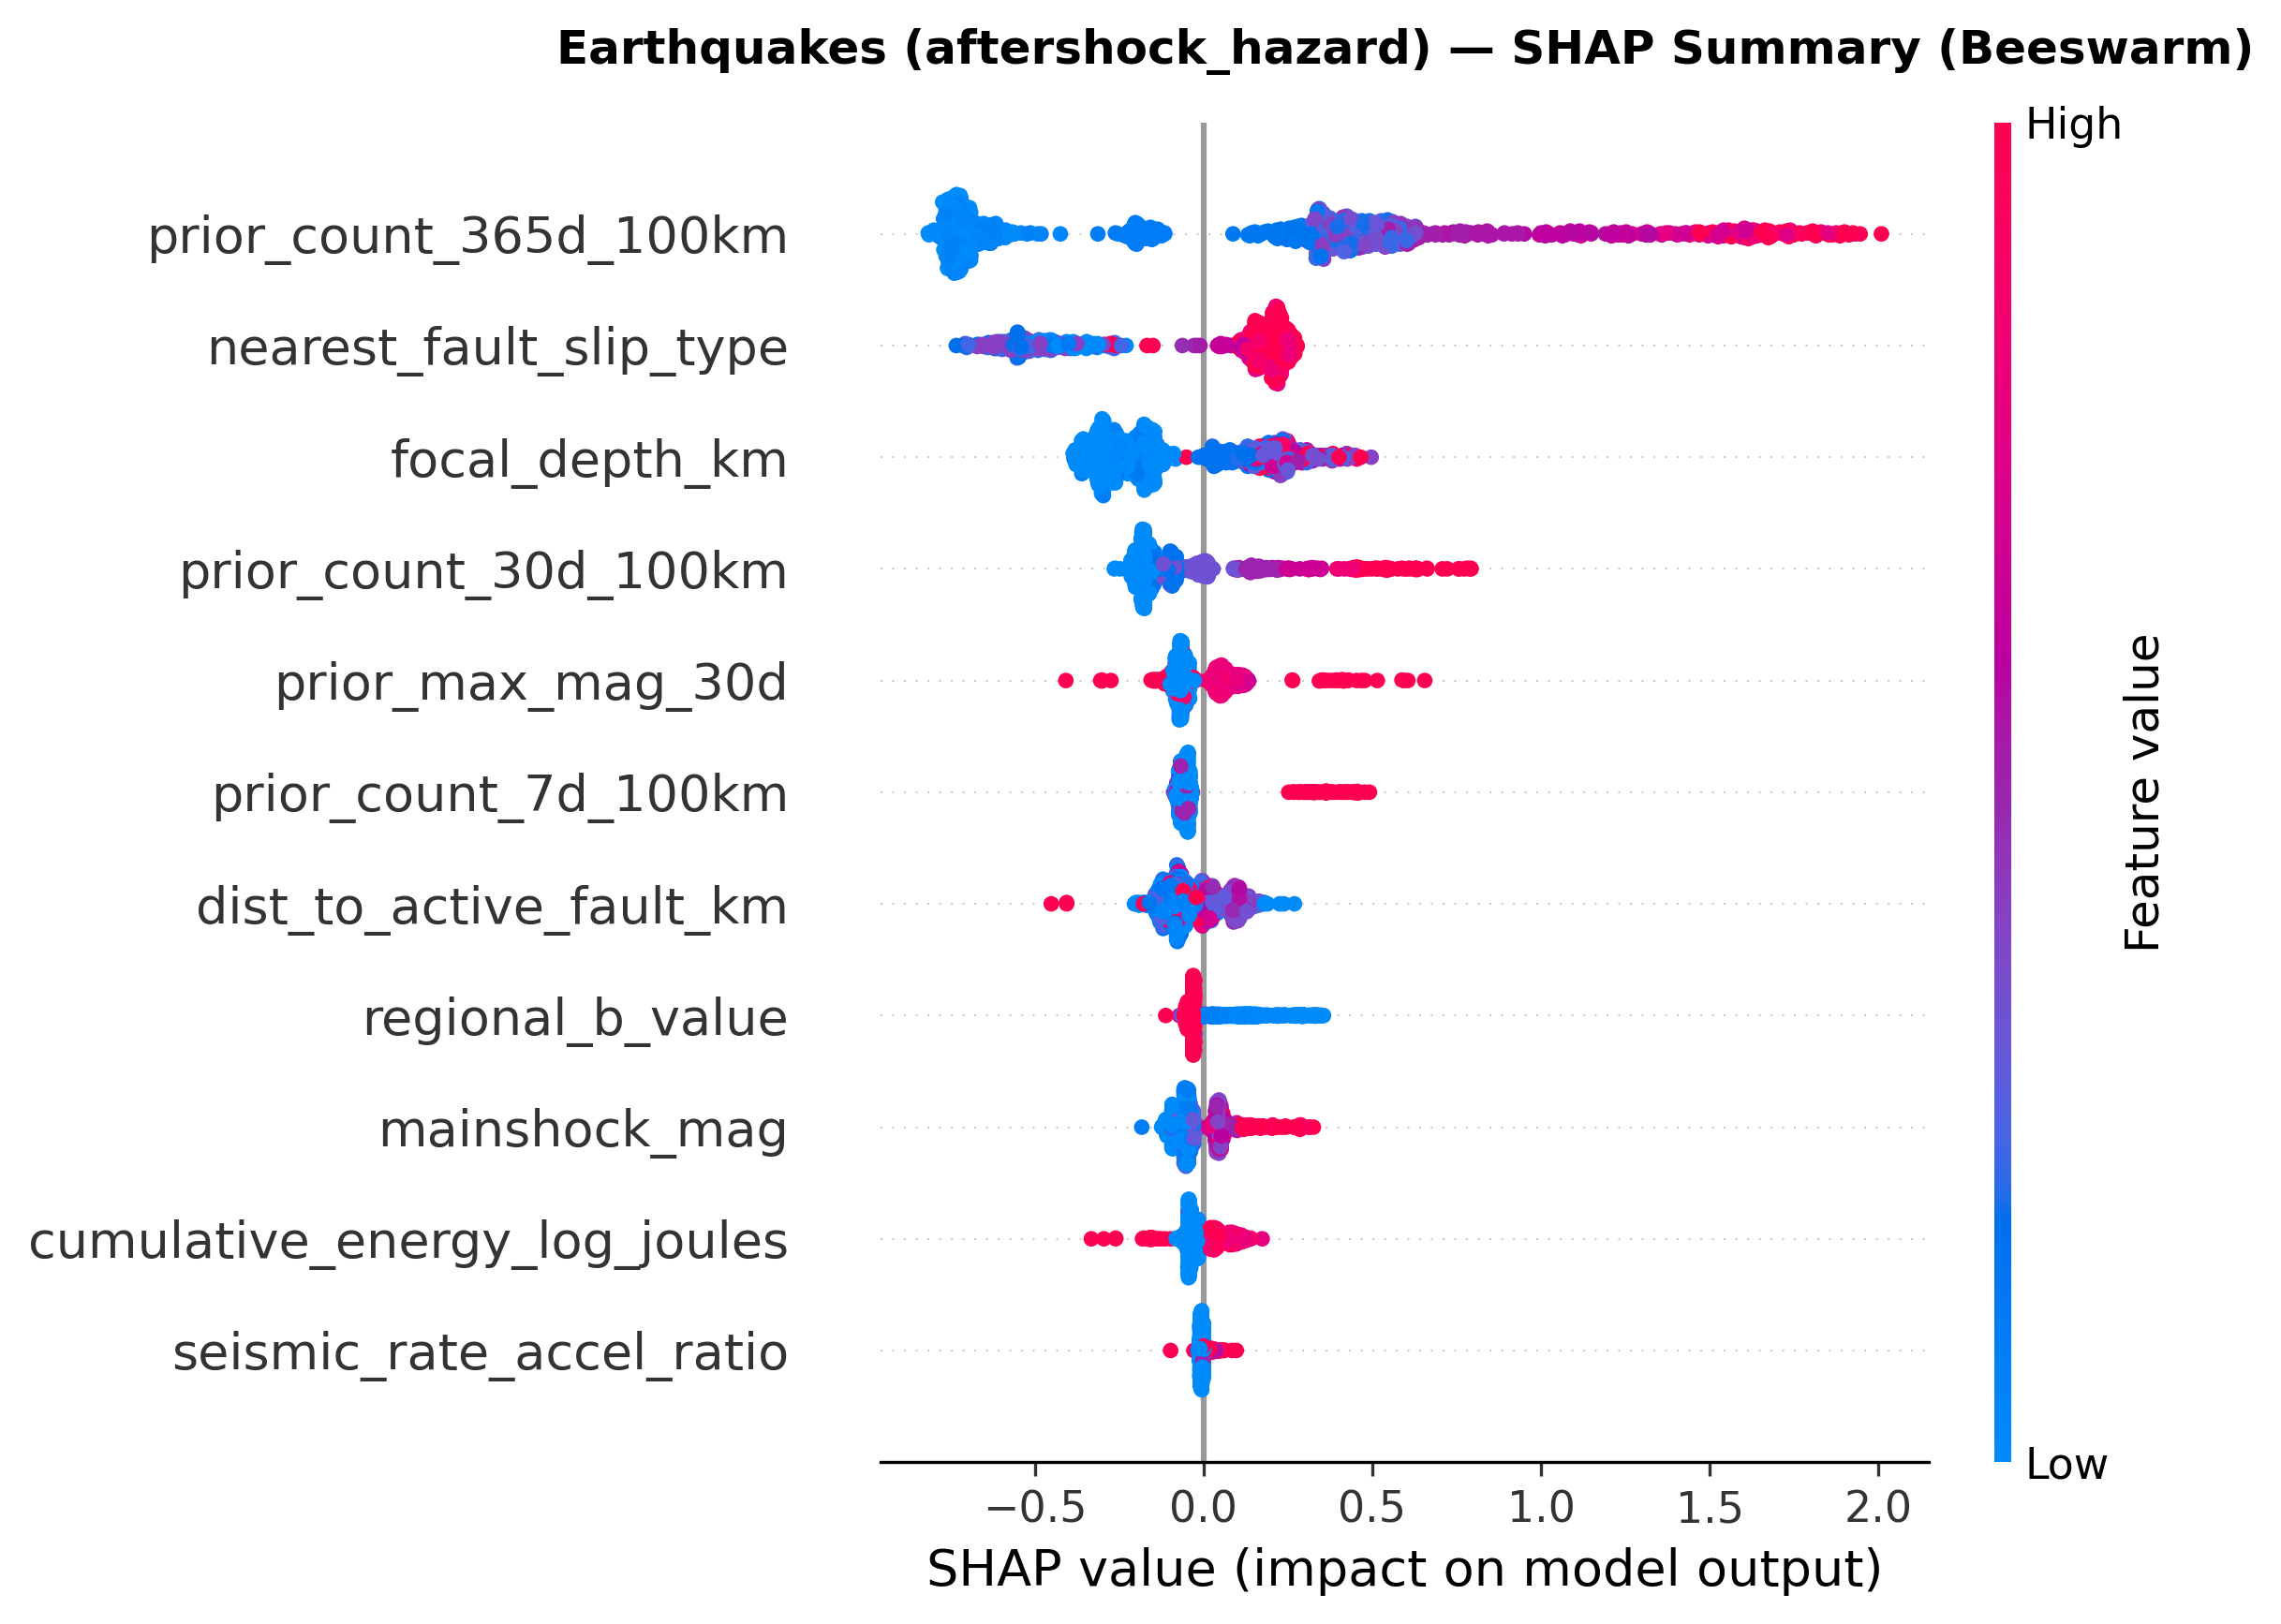 Earthquakes (aftershock_hazard) — SHAP Summary (Beeswarm)
High
prior_count_365d_100km
nearest_fault_slip_type
focal_depth_km
prior_count_30d_100km
prior_max_mag_30d
prior_count_7d_100km
dist_to_active_fault_km
regional_b_value
mainshock_mag
cumulative_energy_log_joules
seismic_rate_accel_ratio
Feature value
Low
−0.5 0.0 0.5 1.0 1.5 2.0
SHAP value (impact on model output)